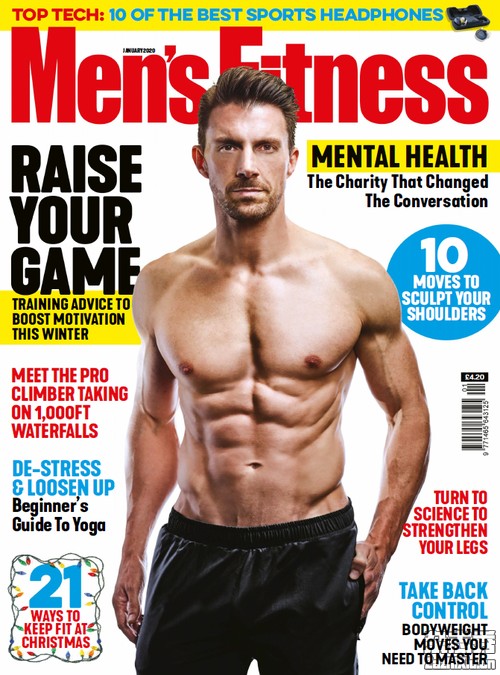 TOP TECH: 10 OF THE BEST SPORTS HEADPHONES
JANUARY 2020
Men's Fitness
RAISE
YOUR
GAME
TRAINING ADVICE TO
BOOST MOTIVATION
THIS WINTER
MENTAL HEALTH
The Charity That Changed
The Conversation
10
MOVES TO
SCULPT YOUR
SHOULDERS
MEET THE PRO
CLIMBER TAKING
ON 1,000FT
WATERFALLS
£4.20
01
9 771465 643125
DE-STRESS
& LOOSEN UP
Beginner's
Guide To Yoga
21
WAYS TO
KEEP FIT AT
CHRISTMAS
TURN TO
SCIENCE TO
STRENGTHEN
YOUR LEGS
TAKE BACK
CONTROL
BODYWEIGHT
MOVES YOU
NEED TO MASTER